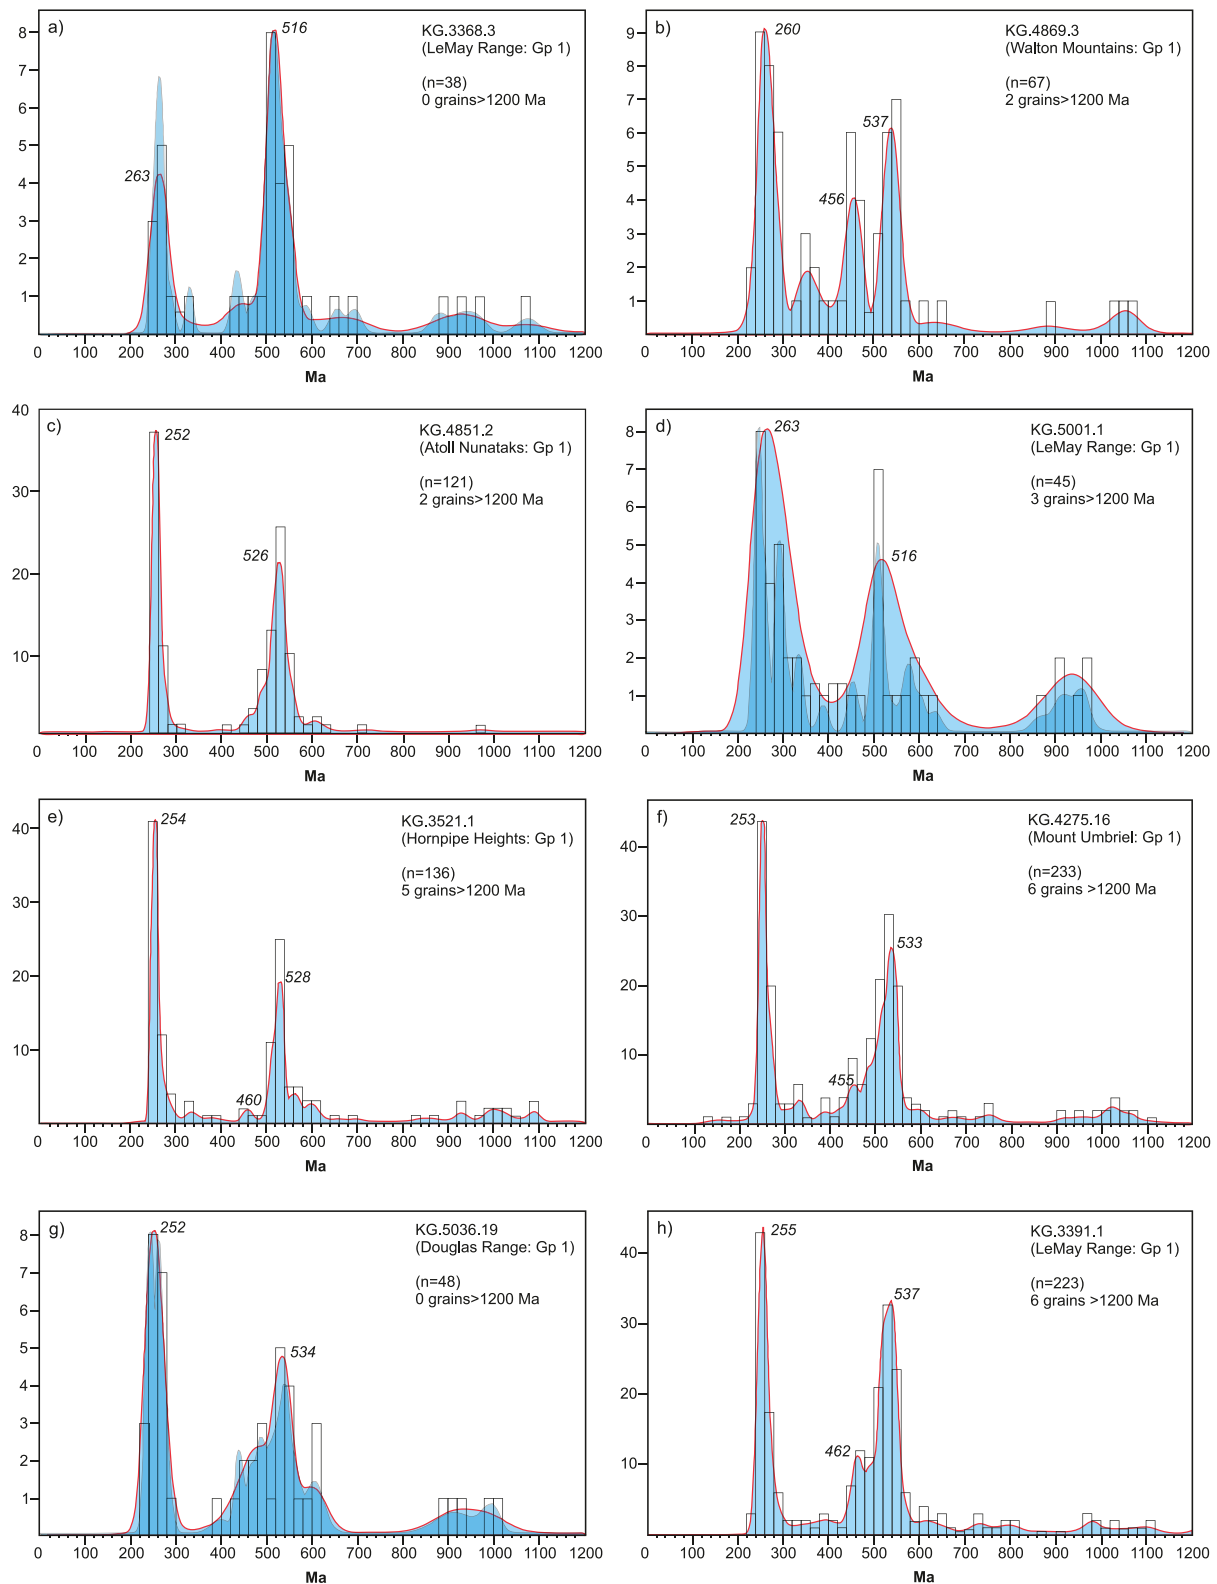 a)
KG.3368.3
(LeMay Range: Gp 1)
(n=38)
0 grains>1200 Ma
516
263
8
7
6
5
4
3
2
1
0 100 200 300 400 500 600 700 800 900 1000 1100 1200
Ma
b)
KG.4869.3
(Walton Mountains: Gp 1)
(n=67)
2 grains>1200 Ma
260
537
456
9
8
7
6
5
4
3
2
1
0 100 200 300 400 500 600 700 800 900 1000 1100 1200
Ma
c)
KG.4851.2
(Atoll Nunataks: Gp 1)
(n=121)
2 grains>1200 Ma
252
526
40
30
20
10
0 100 200 300 400 500 600 700 800 900 1000 1100 1200
Ma
d)
KG.5001.1
(LeMay Range: Gp 1)
(n=45)
3 grains>1200 Ma
263
516
8
7
6
5
4
3
2
1
0 100 200 300 400 500 600 700 800 900 1000 1100 1200
Ma
e)
KG.3521.1
(Hornpipe Heights: Gp 1)
(n=136)
5 grains>1200 Ma
254
528
460
40
30
20
10
0 100 200 300 400 500 600 700 800 900 1000 1100 1200
Ma
f)
KG.4275.16
(Mount Umbriel: Gp 1)
(n=233)
6 grains >1200 Ma
253
533
455
40
30
20
10
0 100 200 300 400 500 600 700 800 900 1000 1100 1200
Ma
g)
KG.5036.19
(Douglas Range: Gp 1)
(n=48)
0 grains>1200 Ma
252
534
8
7
6
5
4
3
2
1
0 100 200 300 400 500 600 700 800 900 1000 1100 1200
Ma
h)
KG.3391.1
(LeMay Range: Gp 1)
(n=223)
6 grains >1200 Ma
255
537
462
40
30
20
10
0 100 200 300 400 500 600 700 800 900 1000 1100 1200
Ma